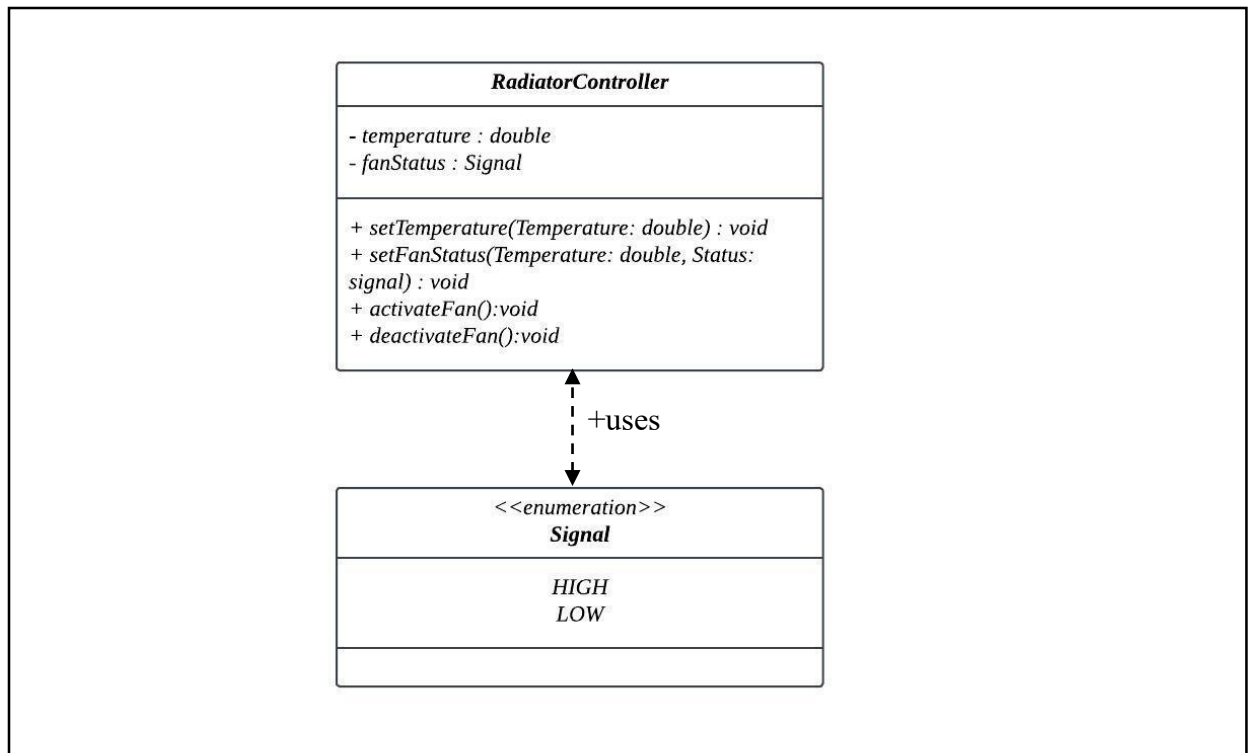 RadiatorController
- temperature : double
- fanStatus : Signal
+ setTemperature(Temperature: double) : void
+ setFanStatus(Temperature: double, Status:
signal) : void
+ activateFan():void
+ deactivateFan():void
+uses
<<enumeration>>
Signal
HIGH
LOW